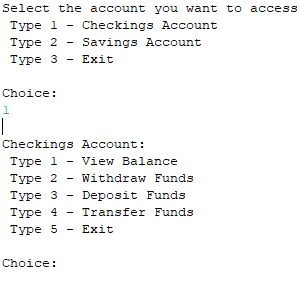 Select the account you want to access
Type 1 - Checkings Account
Type 2 - Savings Account
Type 3 - Exit
Choice:
1
Checkings Account:
Type 1 - View Balance
Type 2 - Withdraw Funds
Type 3 - Deposit Funds
Type 4 - Transfer Funds
Type 5 - Exit
Choice: